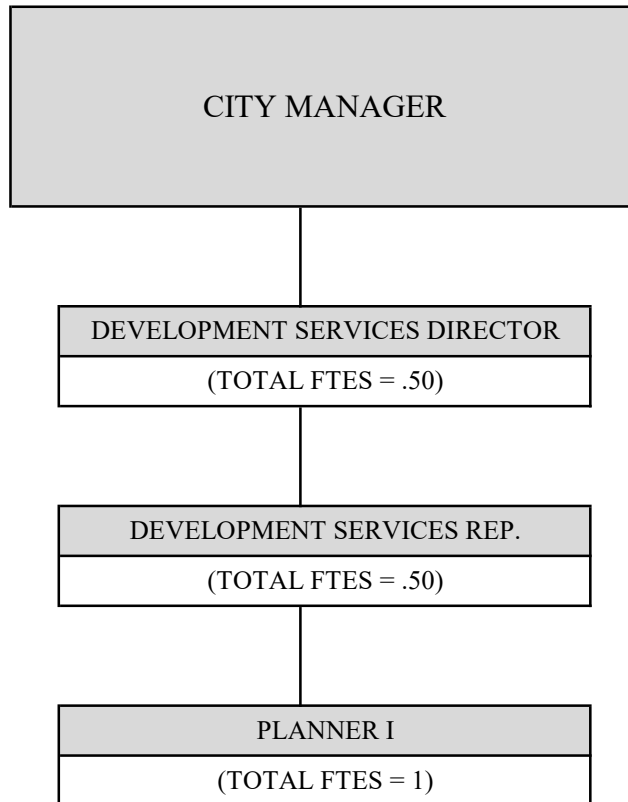 CITY MANAGER
DEVELOPMENT SERVICES DIRECTOR
(TOTAL FTES = .50)
DEVELOPMENT SERVICES REP.
(TOTAL FTES = .50)
PLANNER I
(TOTAL FTES = 1)